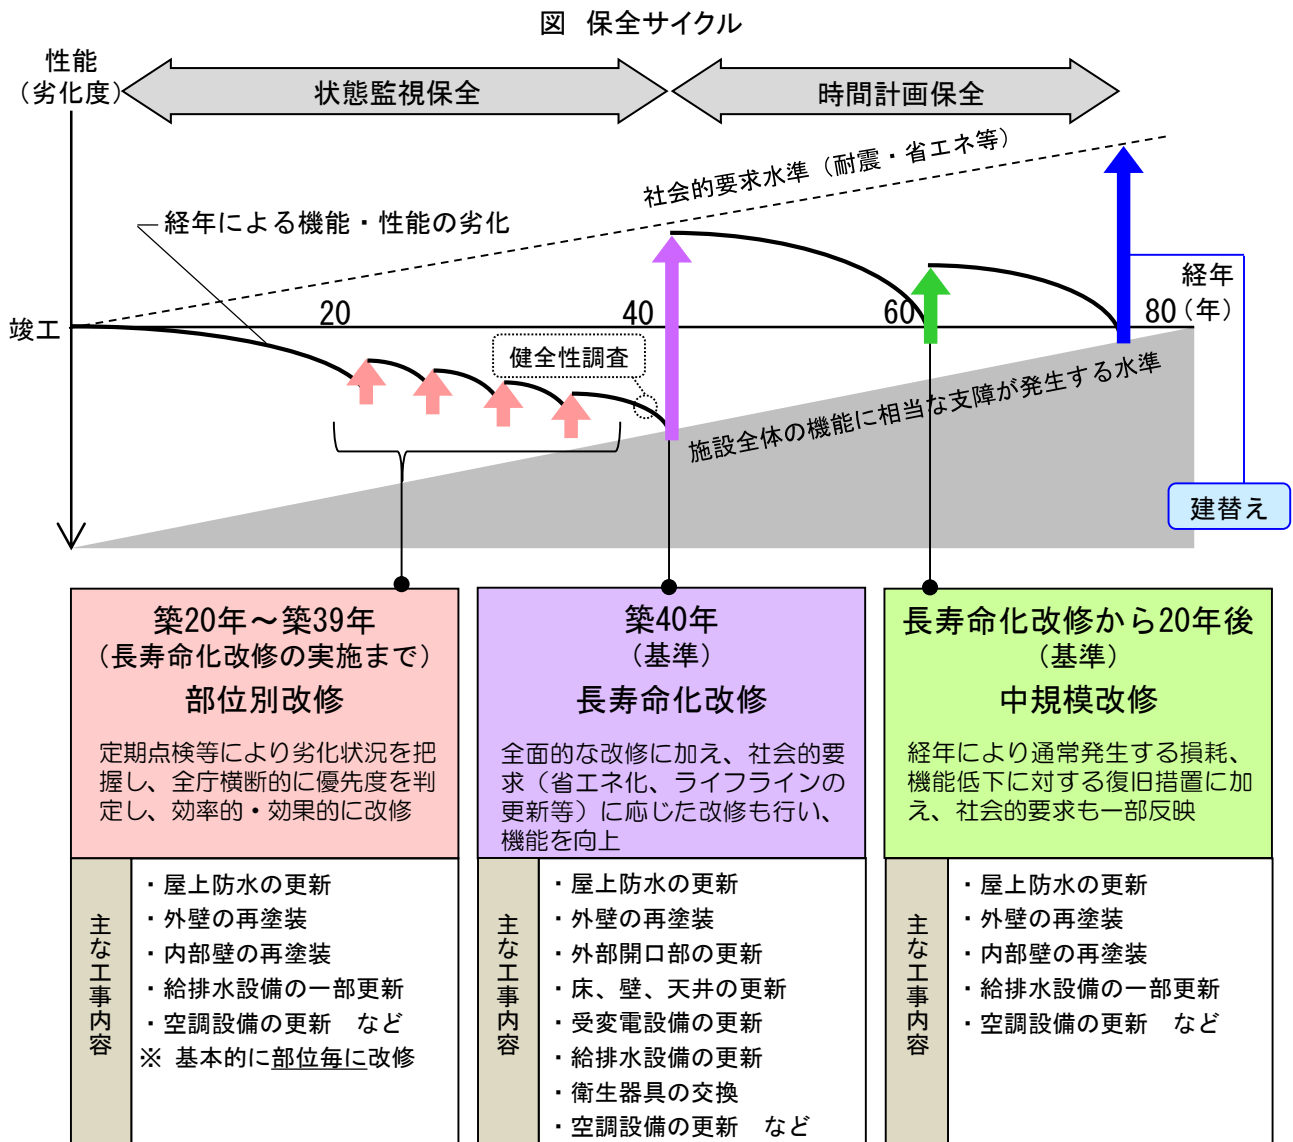 図 保全サイクル
性能
（劣化度）
状態監視保全
時間計画保全
社会的要求水準（耐震・省エネ等）
経年による機能・性能の劣化
竣工
20
40
60
80
経年
（年）
健全性調査
施設全体の機能に相当な支障が発生する水準
建替え
築20年～築39年
（長寿命化改修の実施まで）
部位別改修
定期点検等により劣化状況を把
握し、全庁横断的に優先度を判
定し、効率的・効果的に改修
主な工事内容
・屋上防水の更新
・外壁の再塗装
・内部壁の再塗装
・給排水設備の一部更新
・空調設備の更新　など
※ 基本的に部位毎に改修
築40年
（基準）
長寿命化改修
全面的な改修に加え、社会的要
求（省エネ化、ライフラインの
更新等）に応じた改修も行い、
機能を向上
主な工事内容
・屋上防水の更新
・外壁の再塗装
・外部開口部の更新
・床、壁、天井の更新
・受変電設備の更新
・給排水設備の更新
・衛生器具の交換
・空調設備の更新　など
長寿命化改修から20年後
（基準）
中規模改修
経年により通常発生する損耗、
機能低下に対する復旧措置に加
え、社会的要求も一部反映
主な工事内容
・屋上防水の更新
・外壁の再塗装
・内部壁の再塗装
・給排水設備の一部更新
・空調設備の更新　など